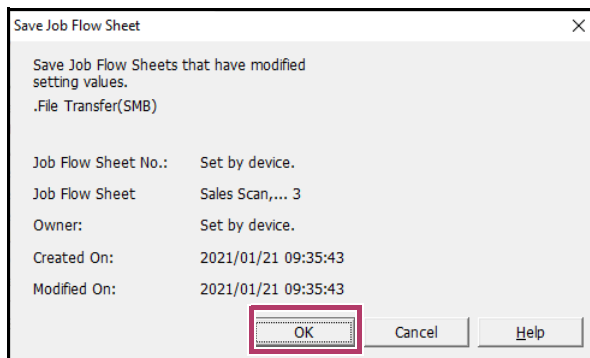 Save Job Flow Sheet
Save Job Flow Sheets that have modified
setting values.
.File Transfer(SMB)
Job Flow Sheet No.: Set by device.
Job Flow Sheet Sales Scan,... 3
Owner: Set by device.
Created On: 2021/01/21 09:35:43
Modified On: 2021/01/21 09:35:43
OK Cancel Help